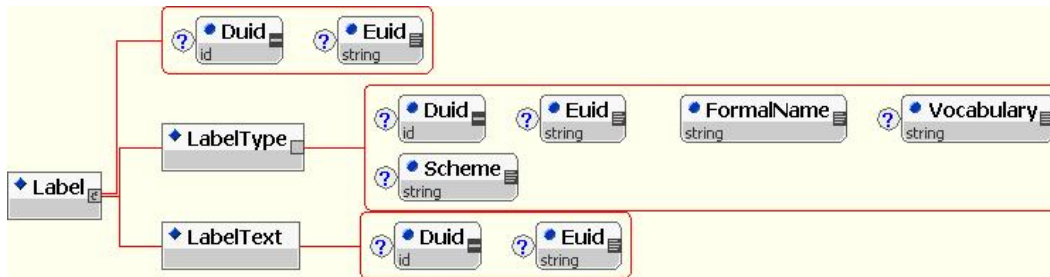 ? Duid ? Euid
id string
? Duid ? Euid FormalName ? Vocabulary
id string string string
LabelType
? Scheme
string
Label
LabelText
? Duid ? Euid
id string